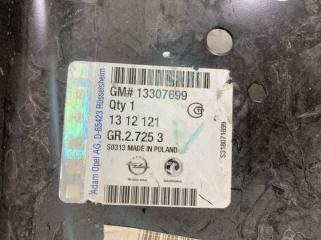 GM# 13307699
Qty 1
13 12 121
GR.2.725 3
S0313 MADE IN POLAND
Adam Opel AG, D-65423 Rüsselsheim
S318071699